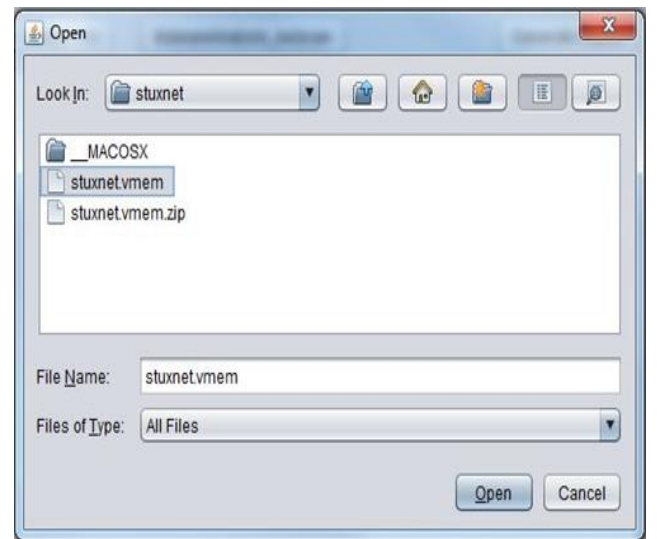 Open
Look In: stuxnet
__MACOSX
stuxnet.vmem
stuxnet.vmem.zip
File Name: stuxnet.vmem
Files of Type: All Files
Open Cancel